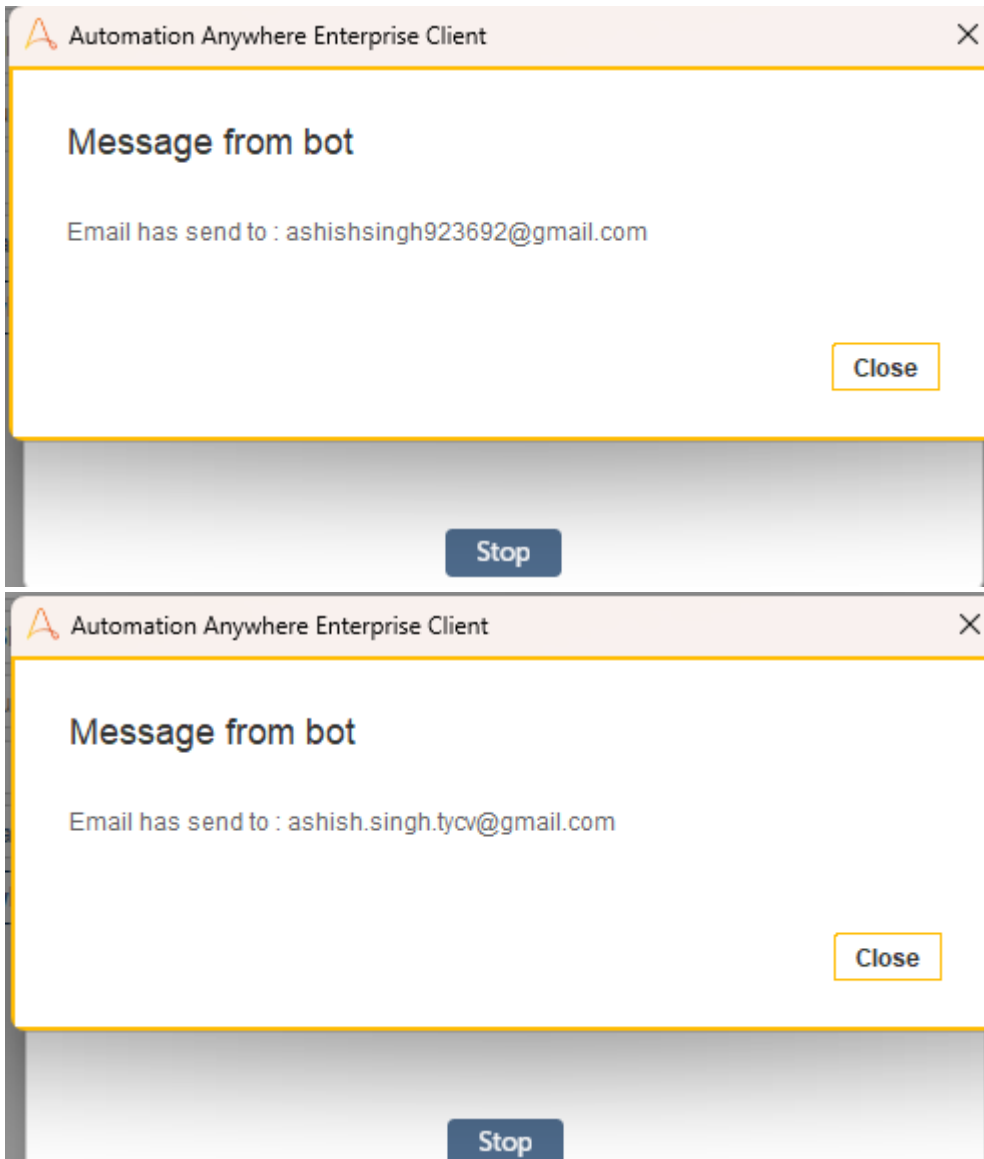 Automation Anywhere Enterprise Client
Message from bot
Email has send to : ashishsingh923692@gmail.com
Close
Stop
Automation Anywhere Enterprise Client
Message from bot
Email has send to : ashish.singh.tycv@gmail.com
Close
Stop